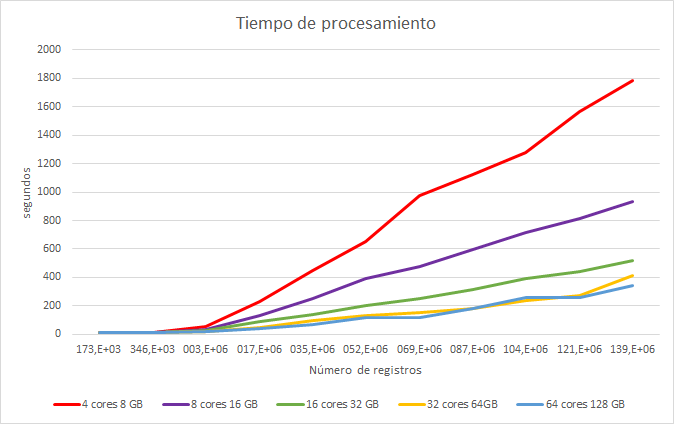 Tiempo de procesamiento
2000
1800
1600
1400
1200
1000
800
600
400
200
0
segundos
173,E+03 346,E+03 003,E+06 017,E+06 035,E+06 052,E+06 069,E+06 087,E+06 104,E+06 121,E+06 139,E+06
Número de registros
4 cores 8 GB 8 cores 16 GB 16 cores 32 GB 32 cores 64GB 64 cores 128 GB